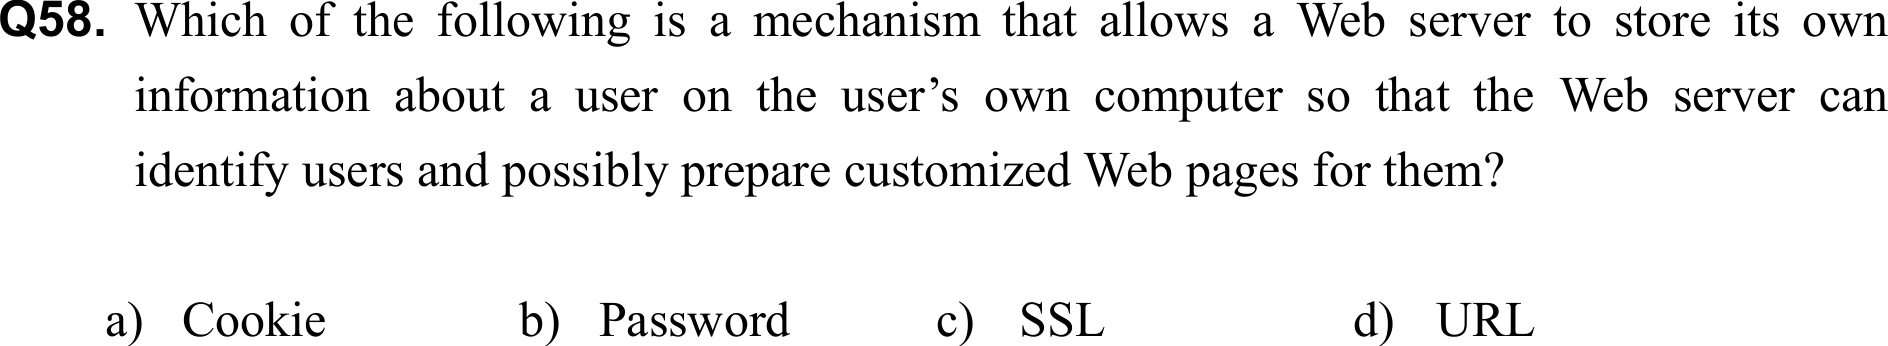 Q58. Which of the following is a mechanism that allows a Web server to store its own
information about a user on the user’s own computer so that the Web server can
identify users and possibly prepare customized Web pages for them?
a) Cookie b) Password c) SSL d) URL